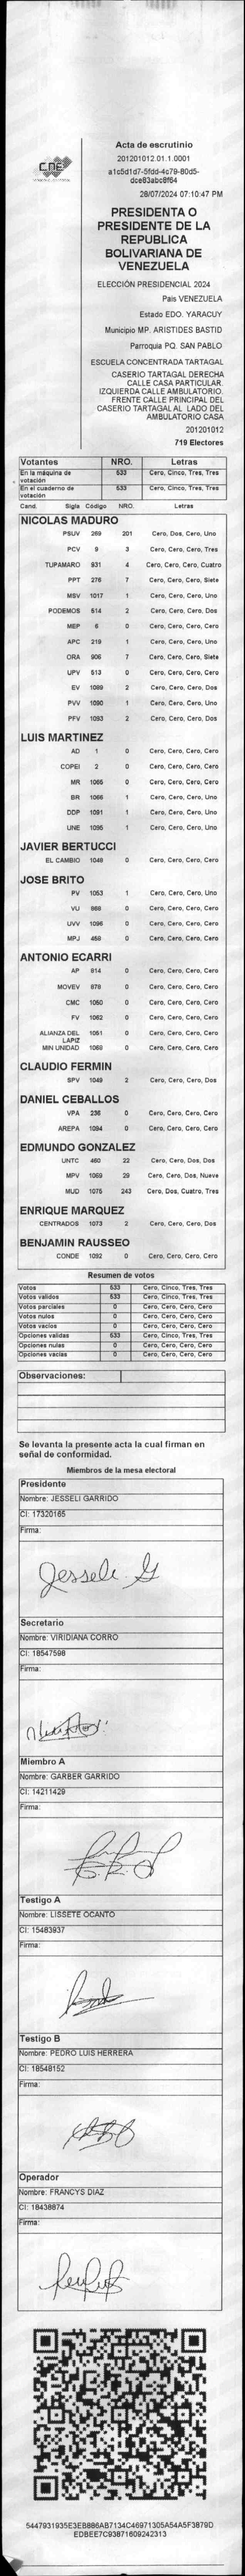 CNE
Acta de escrutinio
201201012.01.1.0001
a1c5d1d7-5fdd-4c79-80d5-
dce83abc8f64
28/07/2024 07:10:47 PM
PRESIDENTA O
PRESIDENTE DE LA
REPUBLICA
BOLIVARIANA DE
VENEZUELA
ELECCIÓN PRESIDENCIAL 2024
Pais VENEZUELA
Estado EDO. YARACUY
Municipio MP. ARISTIDES BASTID
Parroquia PQ. SAN PABLO
ESCUELA CONCENTRADA TARTAGAL
CASERIO TARTAGAL DERECHA
CALLE CASA PARTICULAR.
IZQUIERDA CALLE AMBULATORIO.
FRENTE CALLE PRINCIPAL DEL
CASERIO TARTAGAL AL LADO DEL
AMBULATORIO CASA
201201012
719 Electores
Votantes NRO. Letras
En la máquina de votación 533 Cero, Cinco, Tres, Tres
En el cuaderno de votación 533 Cero, Cinco, Tres, Tres
Cand. Sigla Código NRO. Letras
NICOLAS MADURO
PSUV 269 201 Cero, Dos, Cero, Uno
PCV 9 3 Cero, Cero, Cero, Tres
TUPAMARO 931 4 Cero, Cero, Cero, Cuatro
PPT 276 7 Cero, Cero, Cero, Siete
MSV 1017 1 Cero, Cero, Cero, Uno
PODEMOS 514 2 Cero, Cero, Cero, Dos
MEP 6 0 Cero, Cero, Cero, Cero
APC 219 1 Cero, Cero, Cero, Uno
ORA 906 7 Cero, Cero, Cero, Siete
UPV 513 0 Cero, Cero, Cero, Cero
EV 1089 2 Cero, Cero, Cero, Dos
PVV 1090 1 Cero, Cero, Cero, Uno
PFV 1093 2 Cero, Cero, Cero, Dos
LUIS MARTINEZ
AD 1 0 Cero, Cero, Cero, Cero
COPEI 2 0 Cero, Cero, Cero, Cero
MR 1065 0 Cero, Cero, Cero, Cero
BR 1066 1 Cero, Cero, Cero, Uno
DDP 1091 1 Cero, Cero, Cero, Uno
UNE 1095 1 Cero, Cero, Cero, Uno
JAVIER BERTUCCI
EL CAMBIO 1048 0 Cero, Cero, Cero, Cero
JOSE BRITO
PV 1053 1 Cero, Cero, Cero, Uno
VU 868 0 Cero, Cero, Cero, Cero
UVV 1096 0 Cero, Cero, Cero, Cero
MPJ 458 0 Cero, Cero, Cero, Cero
ANTONIO ECARRI
AP 814 0 Cero, Cero, Cero, Cero
MOVEV 878 0 Cero, Cero, Cero, Cero
CMC 1050 0 Cero, Cero, Cero, Cero
FV 1062 0 Cero, Cero, Cero, Cero
ALIANZA DEL LAPIZ 1051 0 Cero, Cero, Cero, Cero
MIN UNIDAD 1068 0 Cero, Cero, Cero, Cero
CLAUDIO FERMIN
SPV 1049 2 Cero, Cero, Cero, Dos
DANIEL CEBALLOS
VPA 236 0 Cero, Cero, Cero, Cero
AREPA 1094 0 Cero, Cero, Cero, Cero
EDMUNDO GONZALEZ
UNTC 460 22 Cero, Cero, Dos, Dos
MPV 1069 29 Cero, Cero, Dos, Nueve
MUD 1075 243 Cero, Dos, Cuatro, Tres
ENRIQUE MARQUEZ
CENTRADOS 1073 2 Cero, Cero, Cero, Dos
BENJAMIN RAUSSEO
CONDE 1092 0 Cero, Cero, Cero, Cero
Resumen de votos
Votos 533 Cero, Cinco, Tres, Tres
Votos validos 533 Cero, Cinco, Tres, Tres
Votos parciales 0 Cero, Cero, Cero, Cero
Votos nulos 0 Cero, Cero, Cero, Cero
Votos vacios 0 Cero, Cero, Cero, Cero
Opciones validas 533 Cero, Cinco, Tres, Tres
Opciones nulas 0 Cero, Cero, Cero, Cero
Opciones vacias 0 Cero, Cero, Cero, Cero
Observaciones:
Se levanta la presente acta la cual firman en
señal de conformidad.
Miembros de la mesa electoral
Presidente
Nombre: JESSELI GARRIDO
CI: 17320165
Firma:
Jesseli G
Secretario
Nombre: VIRIDIANA CORRO
CI: 18547598
Firma:
Miembro A
Nombre: GARBER GARRIDO
CI: 14211429
Firma:
Testigo A
Nombre: LISSETE OCANTO
CI: 15483937
Firma:
Testigo B
Nombre: PEDRO LUIS HERRERA
CI: 18548152
Firma:
Operador
Nombre: FRANCYS DIAZ
CI: 18438874
Firma:
5447931935E3EB886AB7134C46971305A54A5F3879D
EDBEE7C93871609242313